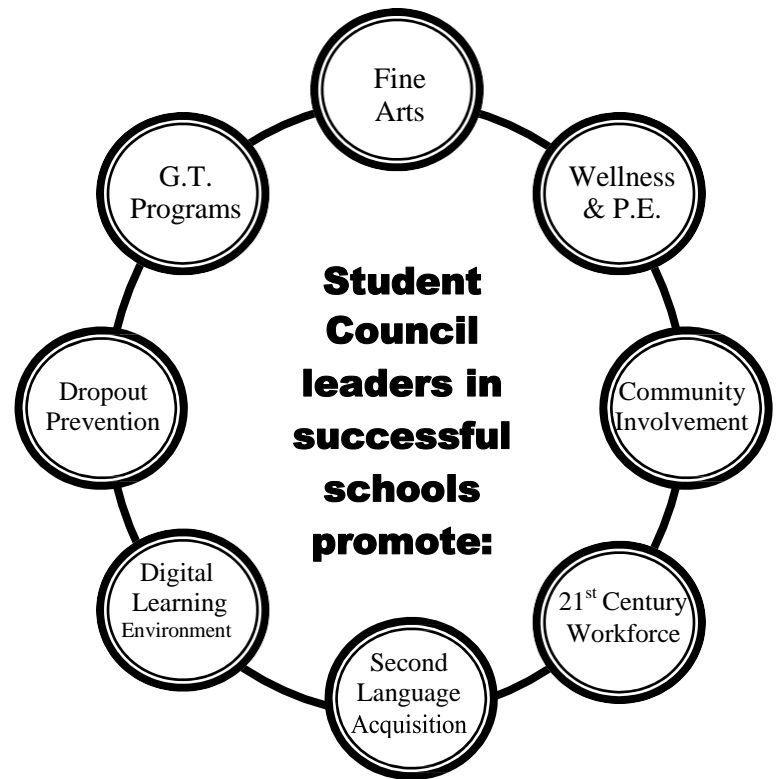 Student
Council
leaders in
successful
schools
promote:
Fine
Arts
Wellness
& P.E.
Community
Involvement
21st Century
Workforce
Second
Language
Acquisition
Digital
Learning
Environment
Dropout
Prevention
G.T.
Programs